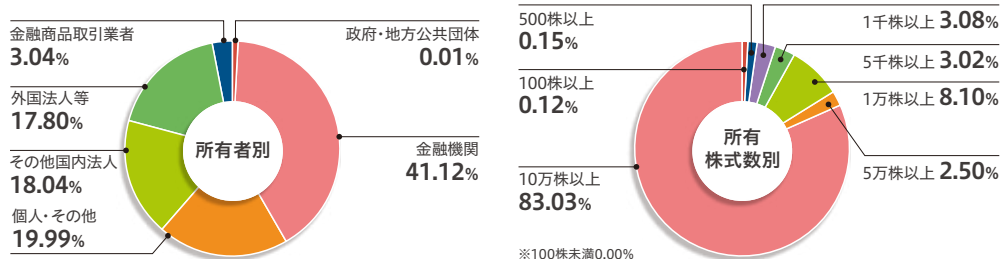 金融商品取引業者
3.04%
外国法人等
17.80%
その他国内法人
18.04%
個人・その他
19.99%
所有者別
政府・地方公共団体
0.01%
金融機関
41.12%
500株以上
0.15%
100株以上
0.12%
10万株以上
83.03%
所有
株式数別
1千株以上 3.08%
5千株以上 3.02%
1万株以上 8.10%
5万株以上 2.50%
※100株未満0.00%